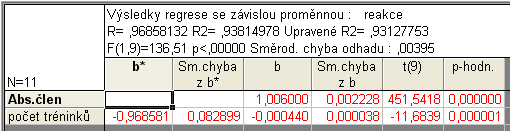 Výsledky regrese se závislou proměnnou : reakce
R= ,96858132 R2= ,93814978 Upravené R2= ,93127753
F(1,9)=136,51 p<,00000 Směrod. chyba odhadu : ,00395
N=11 b* Sm.chyba z b* b Sm.chyba z b t(9) p-hodn.
Abs.člen 1,006000 0,002228 451,5418 0,000000
počet tréninků -0,968581 0,082899 -0,000440 0,000038 -11,6839 0,000001